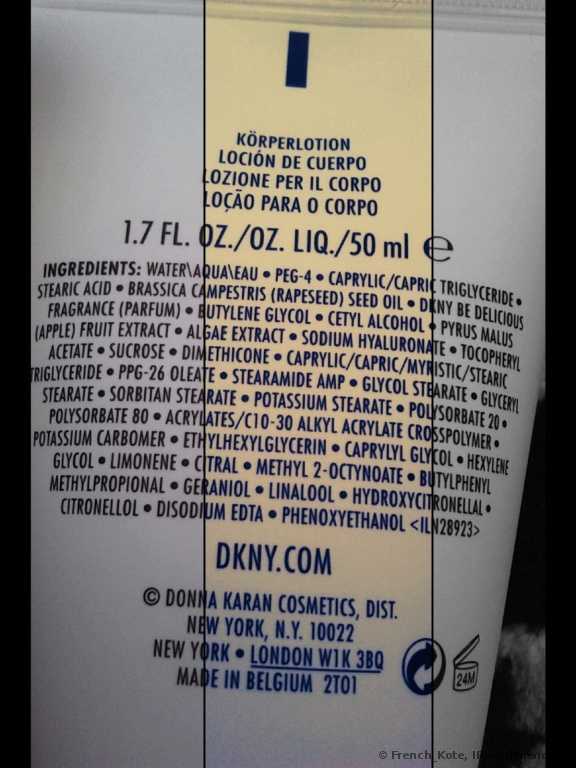 KÖRPERLOTION
LOCIÓN DE CUERPO
LOZIONE PER IL CORPO
LOÇÃO PARA O CORPO
1.7 FL. OZ./OZ. LIQ./50 ml ℮
INGREDIENTS: WATER\AQUA\EAU • PEG-4 • CAPRYLIC/CAPRIC TRIGLYCERIDE •
STEARIC ACID • BRASSICA CAMPESTRIS (RAPESEED) SEED OIL • DKNY BE DELICIOUS
FRAGRANCE (PARFUM) • BUTYLENE GLYCOL • CETYL ALCOHOL • PYRUS MALUS
(APPLE) FRUIT EXTRACT • ALGAE EXTRACT • SODIUM HYALURONATE • TOCOPHERYL
ACETATE • SUCROSE • DIMETHICONE • CAPRYLIC/CAPRIC/MYRISTIC/STEARIC
TRIGLYCERIDE • PPG-26 OLEATE • STEARAMIDE AMP • GLYCOL STEARATE • GLYCERYL
STEARATE • SORBITAN STEARATE • POTASSIUM STEARATE • POLYSORBATE 20 •
POLYSORBATE 80 • ACRYLATES/C10-30 ALKYL ACRYLATE CROSSPOLYMER •
POTASSIUM CARBOMER • ETHYLHEXYLGLYCERIN • CAPRYLYL GLYCOL • HEXYLENE
GLYCOL • LIMONENE • CITRAL • METHYL 2-OCTYNOATE • BUTYLPHENYL
METHYLPROPIONAL • GERANIOL • LINALOOL • HYDROXYCITRONELLAL •
CITRONELLOL • DISODIUM EDTA • PHENOXYETHANOL <ILN28923>
DKNY.COM
© DONNA KARAN COSMETICS, DIST.
NEW YORK, N.Y. 10022
NEW YORK • LONDON W1K 3BQ
MADE IN BELGIUM 2T01
24M
© French_Kote,